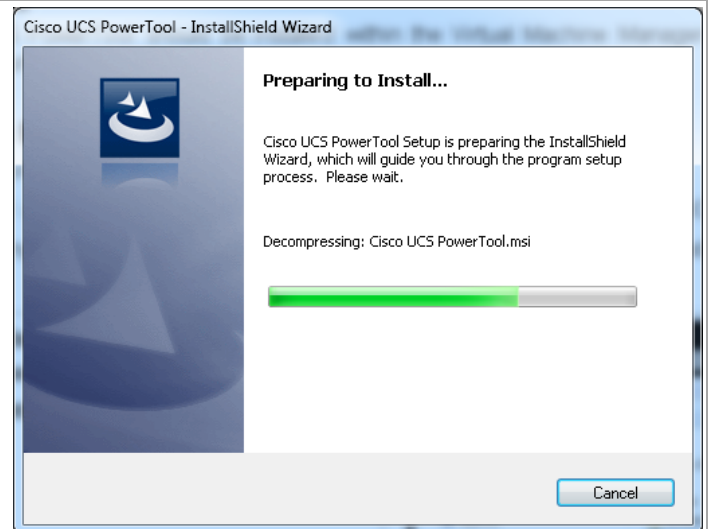 Cisco UCS PowerTool - InstallShield Wizard
Preparing to Install...
Cisco UCS PowerTool Setup is preparing the InstallShield
Wizard, which will guide you through the program setup
process. Please wait.
Decompressing: Cisco UCS PowerTool.msi
Cancel